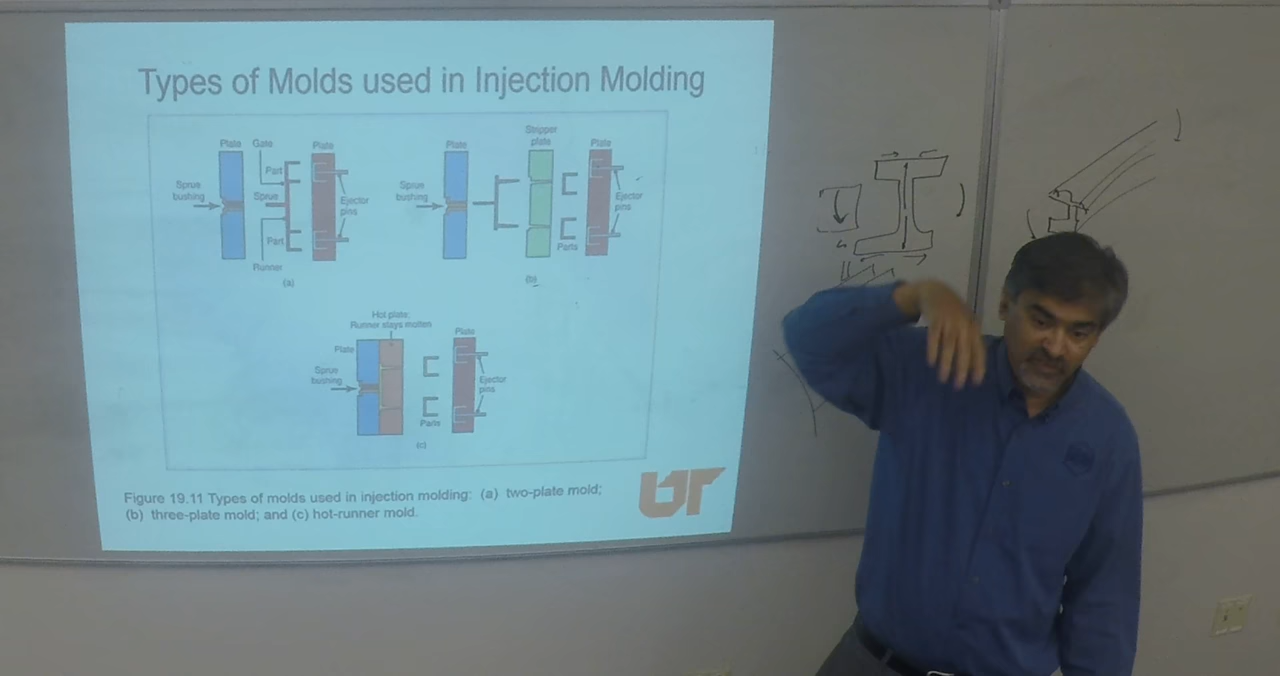 Types of Molds used in Injection Molding
Plate Gate Plate
Part
Sprue bushing
Sprue
Ejector pins
Part
Runner
(a)
Plate
Stripper plate
Plate
Sprue bushing
Ejector pins
Parts
(b)
Hot plate;
Runner stays molten
Plate
Plate
Sprue bushing
Ejector pins
Parts
(c)
UT
Figure 19.11 Types of molds used in injection molding: (a) two-plate mold;
(b) three-plate mold; and (c) hot-runner mold.